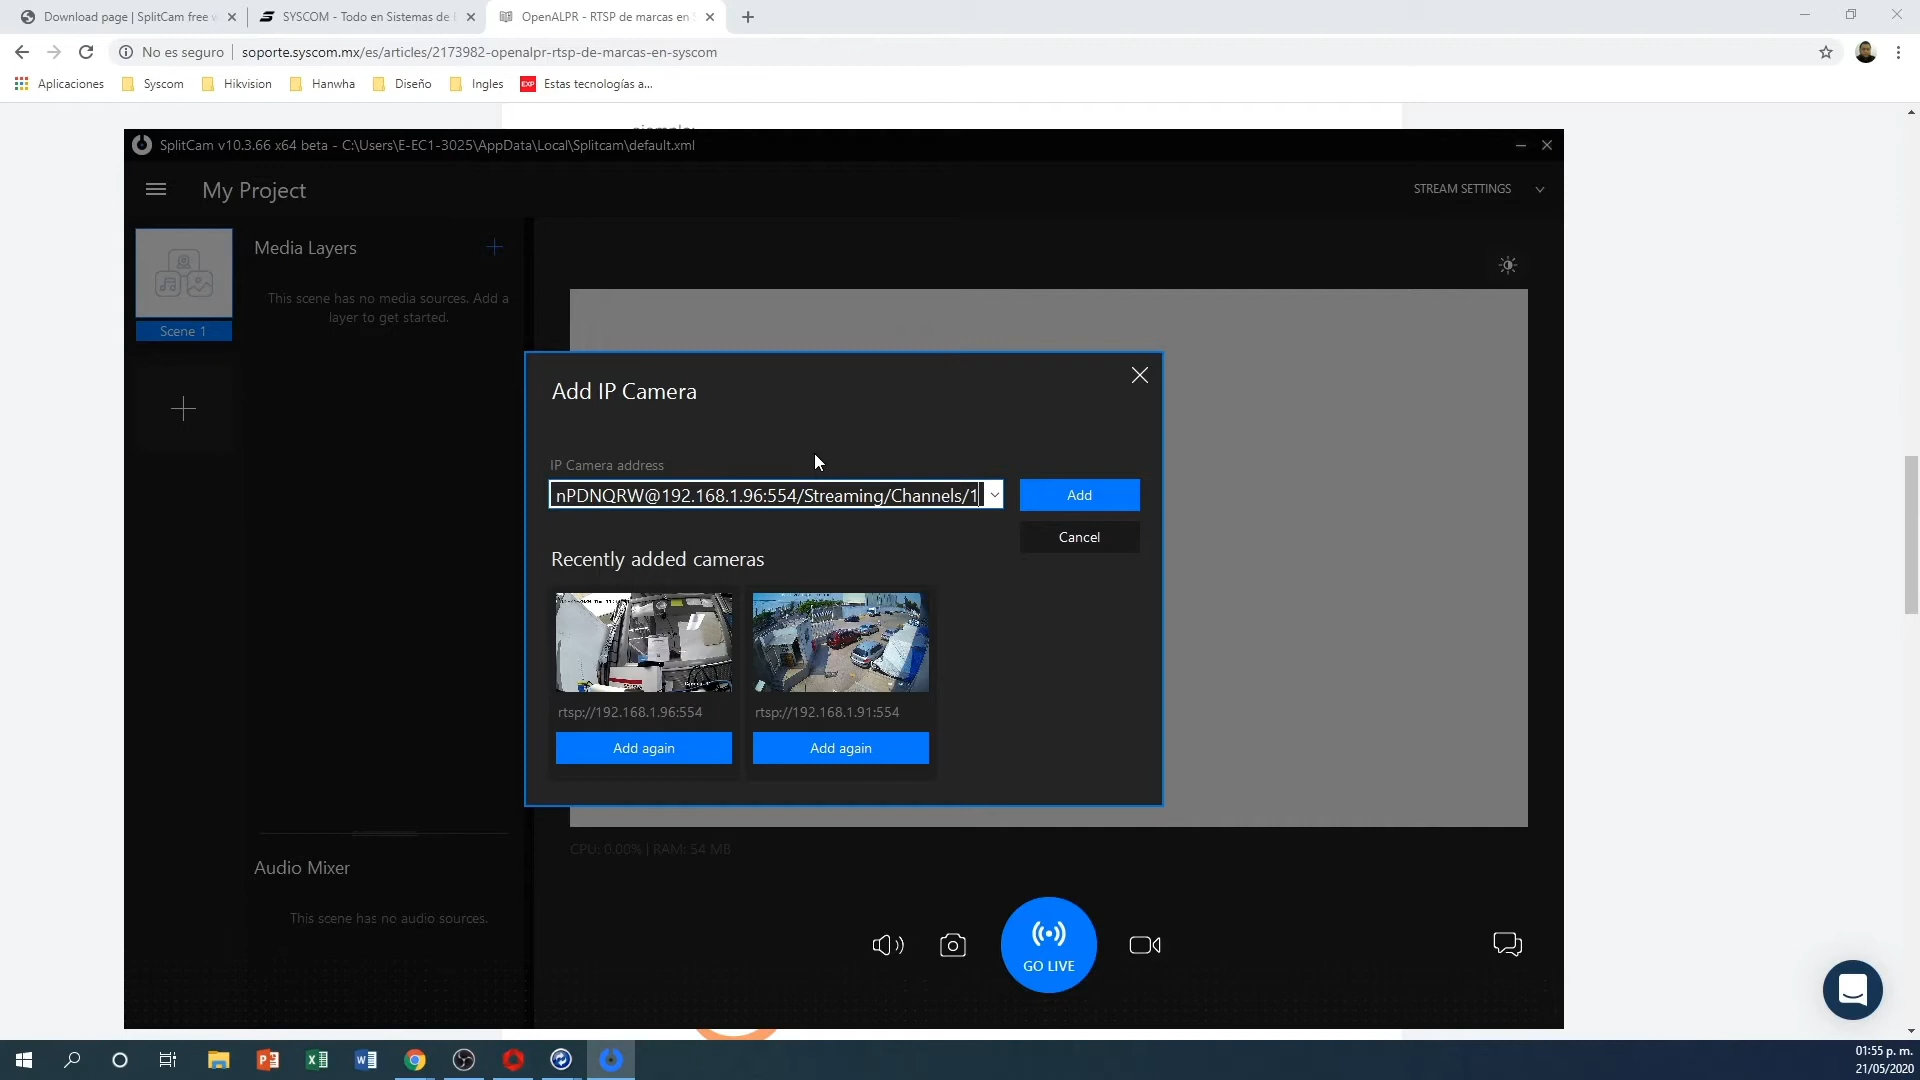 Download page | SplitCam free
SYSCOM - Todo en Sistemas de
OpenALPR - RTSP de marcas en
No es seguro
soporte.syscom.mx/es/articles/2173982-openalpr-rtsp-de-marcas-en-syscom
Aplicaciones
Syscom
Hikvision
Hanwha
Diseño
Ingles
EXP
Estas tecnologías a...
SplitCam v10.3.66 x64 beta - C:\Users\E-EC1-3025\AppData\Local\Splitcam\default.xml
My Project
STREAM SETTINGS
Media Layers
This scene has no media sources. Add a
layer to get started.
Scene 1
Add IP Camera
IP Camera address
nPDNQRW@192.168.1.96:554/Streaming/Channels/1
Add
Cancel
Recently added cameras
rtsp://192.168.1.96:554
rtsp://192.168.1.91:554
Add again
Add again
CPU: 0.00% | RAM: 54 MB
Audio Mixer
This scene has no audio sources.
GO LIVE
01:55 p. m.
21/05/2020